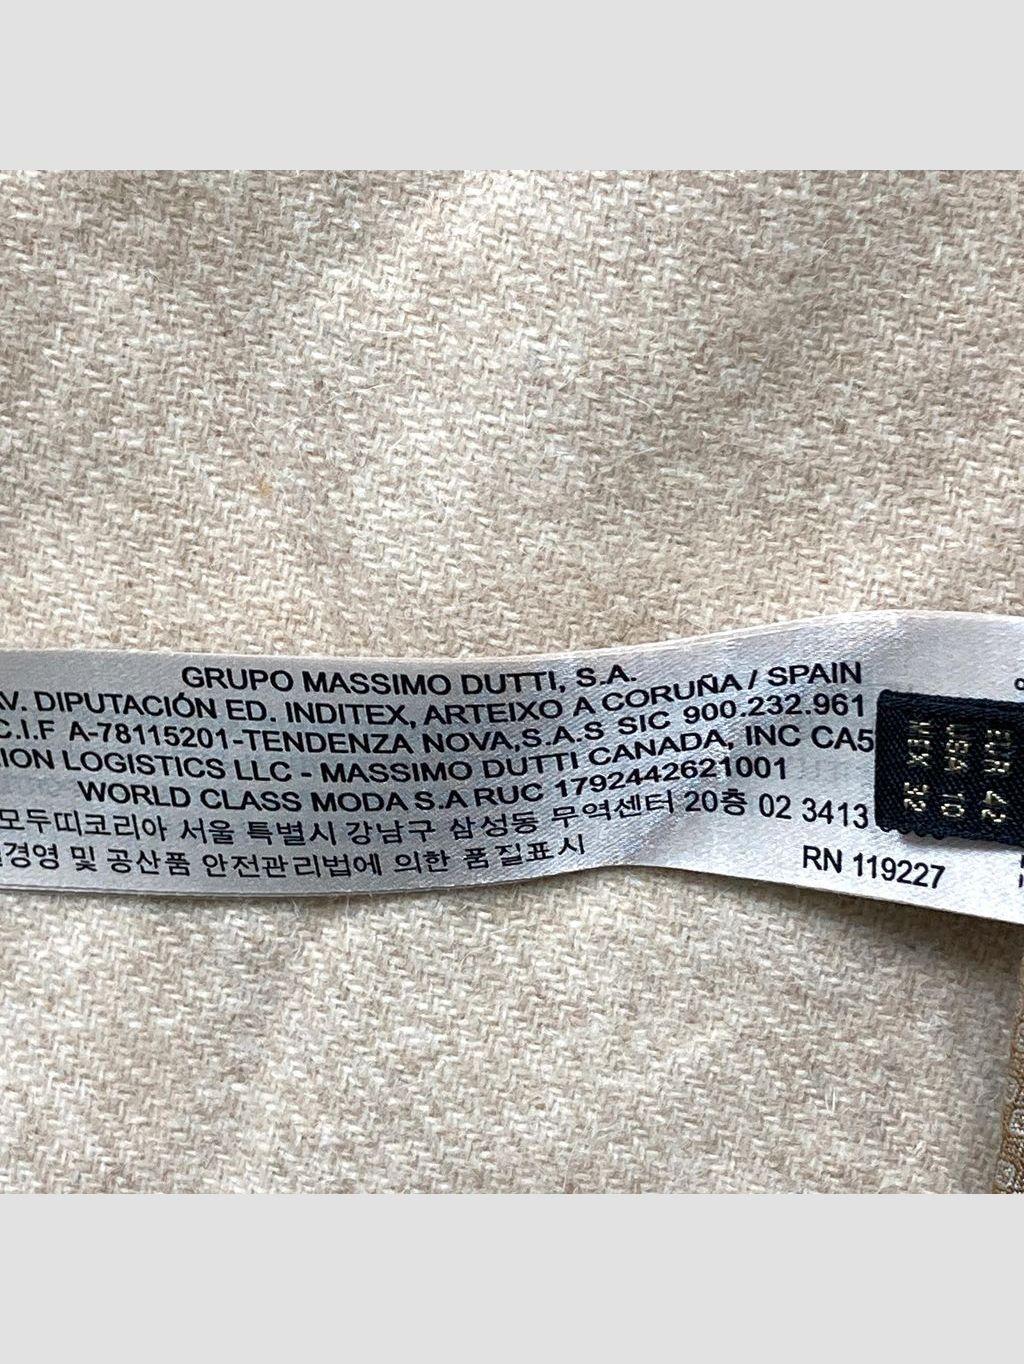 GRUPO MASSIMO DUTTI, S.A.
AV. DIPUTACIÓN ED. INDITEX, ARTEIXO A CORUÑA / SPAIN
C.I.F A-78115201-TENDENZA NOVA,S.A.S SIC 900.232.961
ION LOGISTICS LLC - MASSIMO DUTTI CANADA, INC CA5
WORLD CLASS MODA S.A RUC 1792442621001
모두띠코리아 서울 특별시 강남구 삼성동 무역센터 20층 02 3413
경영 및 공산품 안전관리법에 의한 품질표시
RN 119227
EUR 42
USA 10
MEX 32